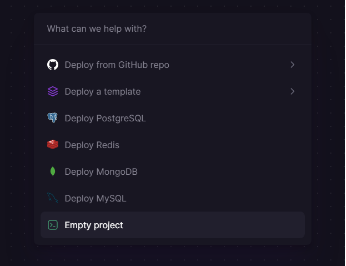 What can we help with?
Deploy from GitHub repo
Deploy a template
Deploy PostgreSQL
Deploy Redis
Deploy MongoDB
Deploy MySQL
Empty project